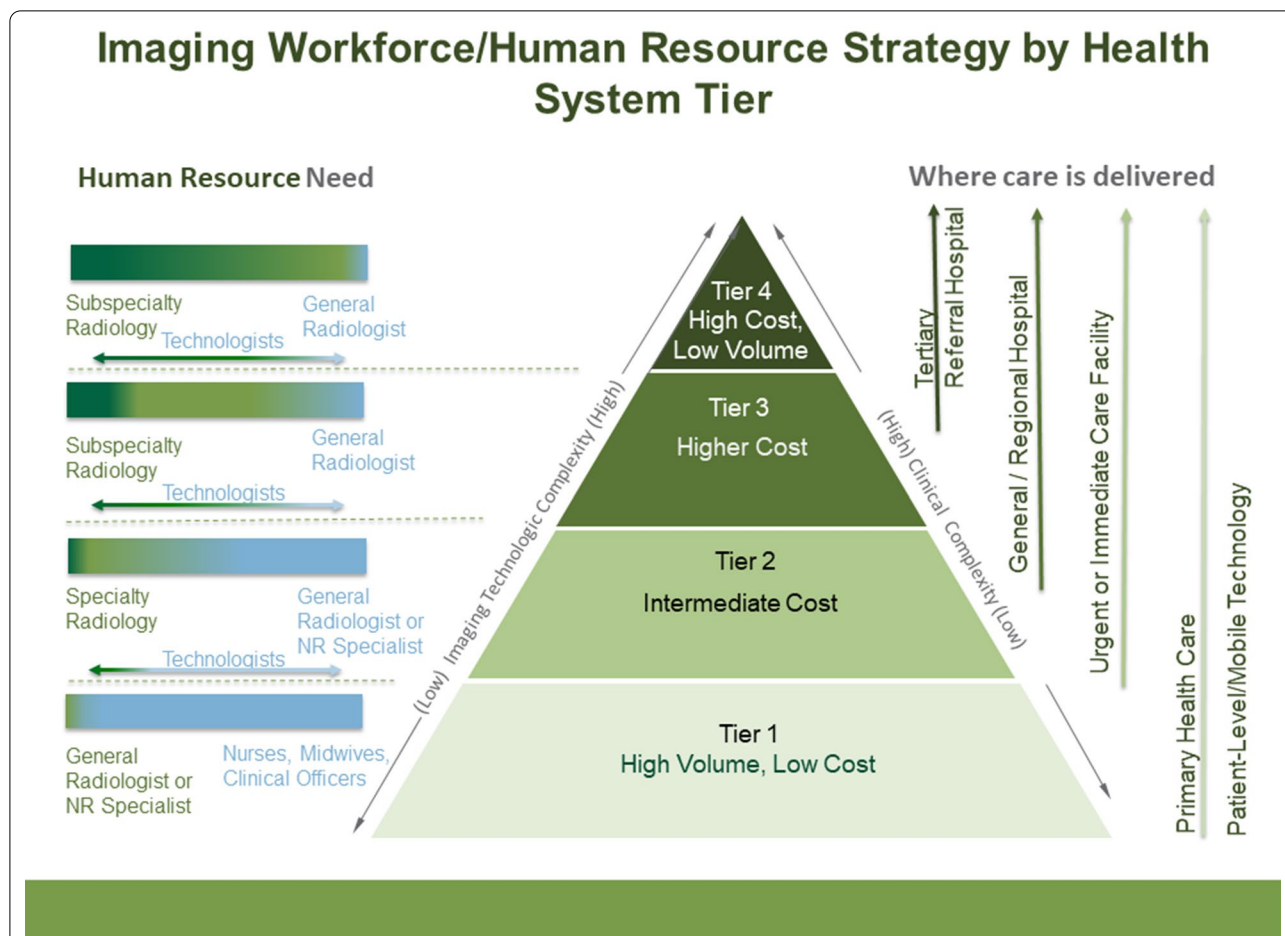 Imaging Workforce/Human Resource Strategy by Health
System Tier
Human Resource Need
Where care is delivered
Subspecialty
Radiology
General
Radiologist
Technologists
Subspecialty
Radiology
General
Radiologist
Technologists
Specialty
Radiology
General
Radiologist or
NR Specialist
Technologists
General
Radiologist or
NR Specialist
Nurses, Midwives,
Clinical Officers
(Low) Imaging Technologic Complexity (High)
Tier 4
High Cost,
Low Volume
Tier 3
Higher Cost
Tier 2
Intermediate Cost
Tier 1
High Volume, Low Cost
(High) Clinical Complexity (Low)
Tertiary
Referral Hospital
General / Regional Hospital
Urgent or Immediate Care Facility
Primary Health Care
Patient-Level/Mobile Technology